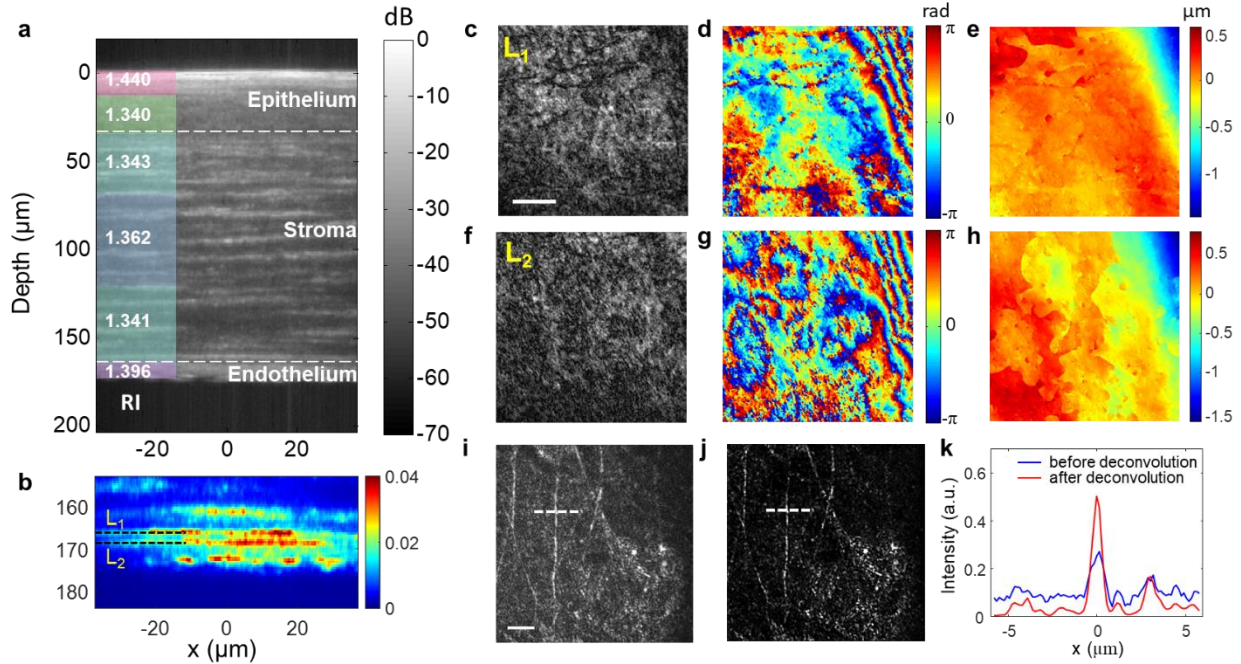 a
dB
0
-10
-20
-30
-40
-50
-60
-70
Depth (μm)
0
50
100
150
200
1.440
1.340
1.343
1.362
1.341
1.396
RI
Epithelium
Stroma
Endothelium
-20
0
20
b
L1
L2
160
170
180
0.04
0.02
0
-20
0
20
x (μm)
c
L1
d
rad
π
0
-π
e
μm
0.5
0
-0.5
-1
f
L2
g
π
0
-π
h
0.5
0
-0.5
-1
-1.5
i
j
k
before deconvolution
after deconvolution
Intensity (a.u.)
0.6
0.4
0.2
0
-5
0
5
x (μm)